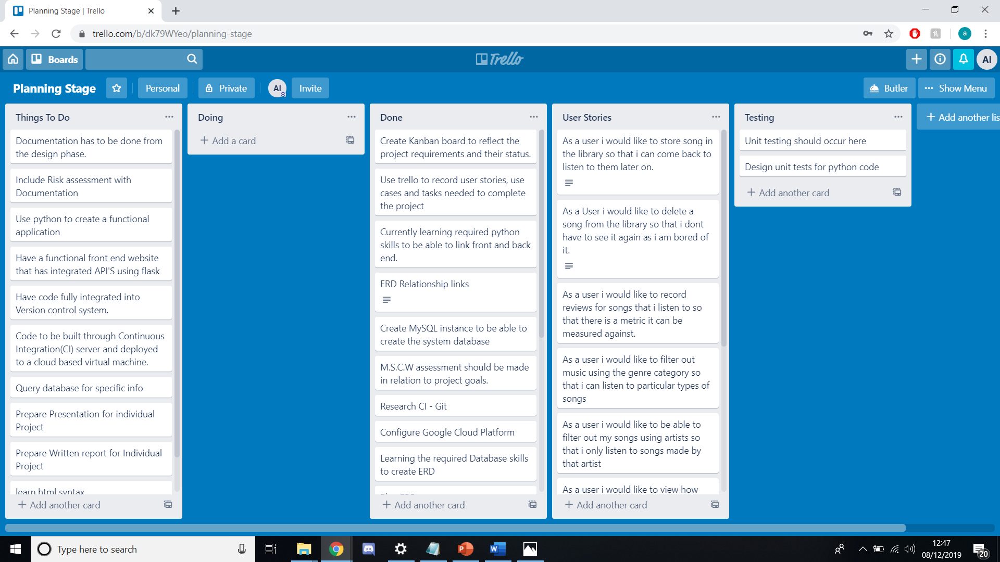 Planning Stage | Trello
trello.com/b/dk79WYeo/planning-stage
a
Boards
Trello
AI
Planning Stage
Personal
Private
AI
Invite
Butler
Show Menu
Things To Do
Documentation has to be done from
the design phase.
Include Risk assessment with
Documentation
Use python to create a functional
application
Have a functional front end website
that has integrated API'S using flask
Have code fully integrated into
Version control system.
Code to be built through Continuous
Integration(CI) server and deployed
to a cloud based virtual machine.
Query database for specific info
Prepare Presentation for individual
Project
Prepare Written report for Individual
Project
learn html syntax
+ Add another card
Doing
+ Add a card
Done
Create Kanban board to reflect the
project requirements and their status.
Use trello to record user stories, use
cases and tasks needed to complete
the project
Currently learning required python
skills to be able to link front and back
end.
ERD Relationship links
Create MySQL instance to be able to
create the system database
M.S.C.W assessment should be made
in relation to project goals.
Research CI - Git
Configure Google Cloud Platform
Learning the required Database skills
to create ERD
+ Add another card
User Stories
As a user i would like to store song in
the library so that i can come back to
listen to them later on.
As a User i would like to delete a
song from the library so that i dont
have to see it again as i am bored of
it.
As a user i would like to record
reviews for songs that i listen to so
that there is a metric it can be
measured against.
As a user i would like to filter out
music using the genre category so
that i can listen to particular types of
songs
As a user i would like to be able to
filter out my songs using artists so
that i only listen to songs made by
that artist
As a user i would like to view how
+ Add another card
Testing
Unit testing should occur here
Design unit tests for python code
+ Add another card
+ Add another lis
Type here to search
12:47
08/12/2019
20